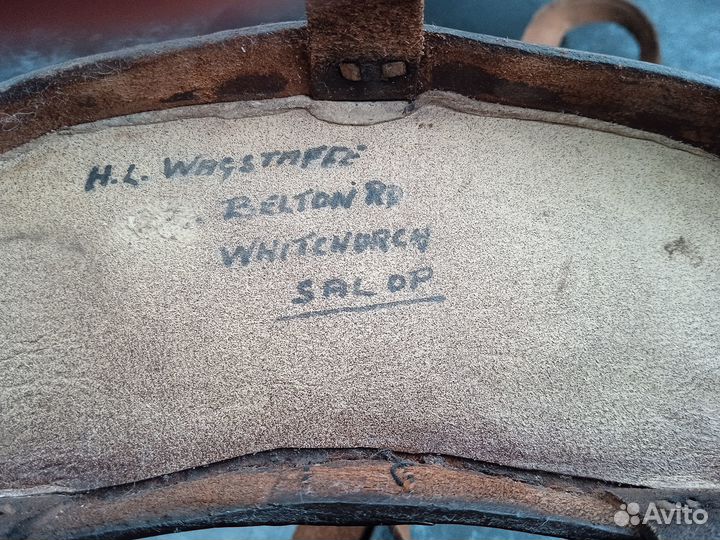 H.L. WAGSTAFFE
BELTON RD
WHITCHURCH
SALOP
Avito